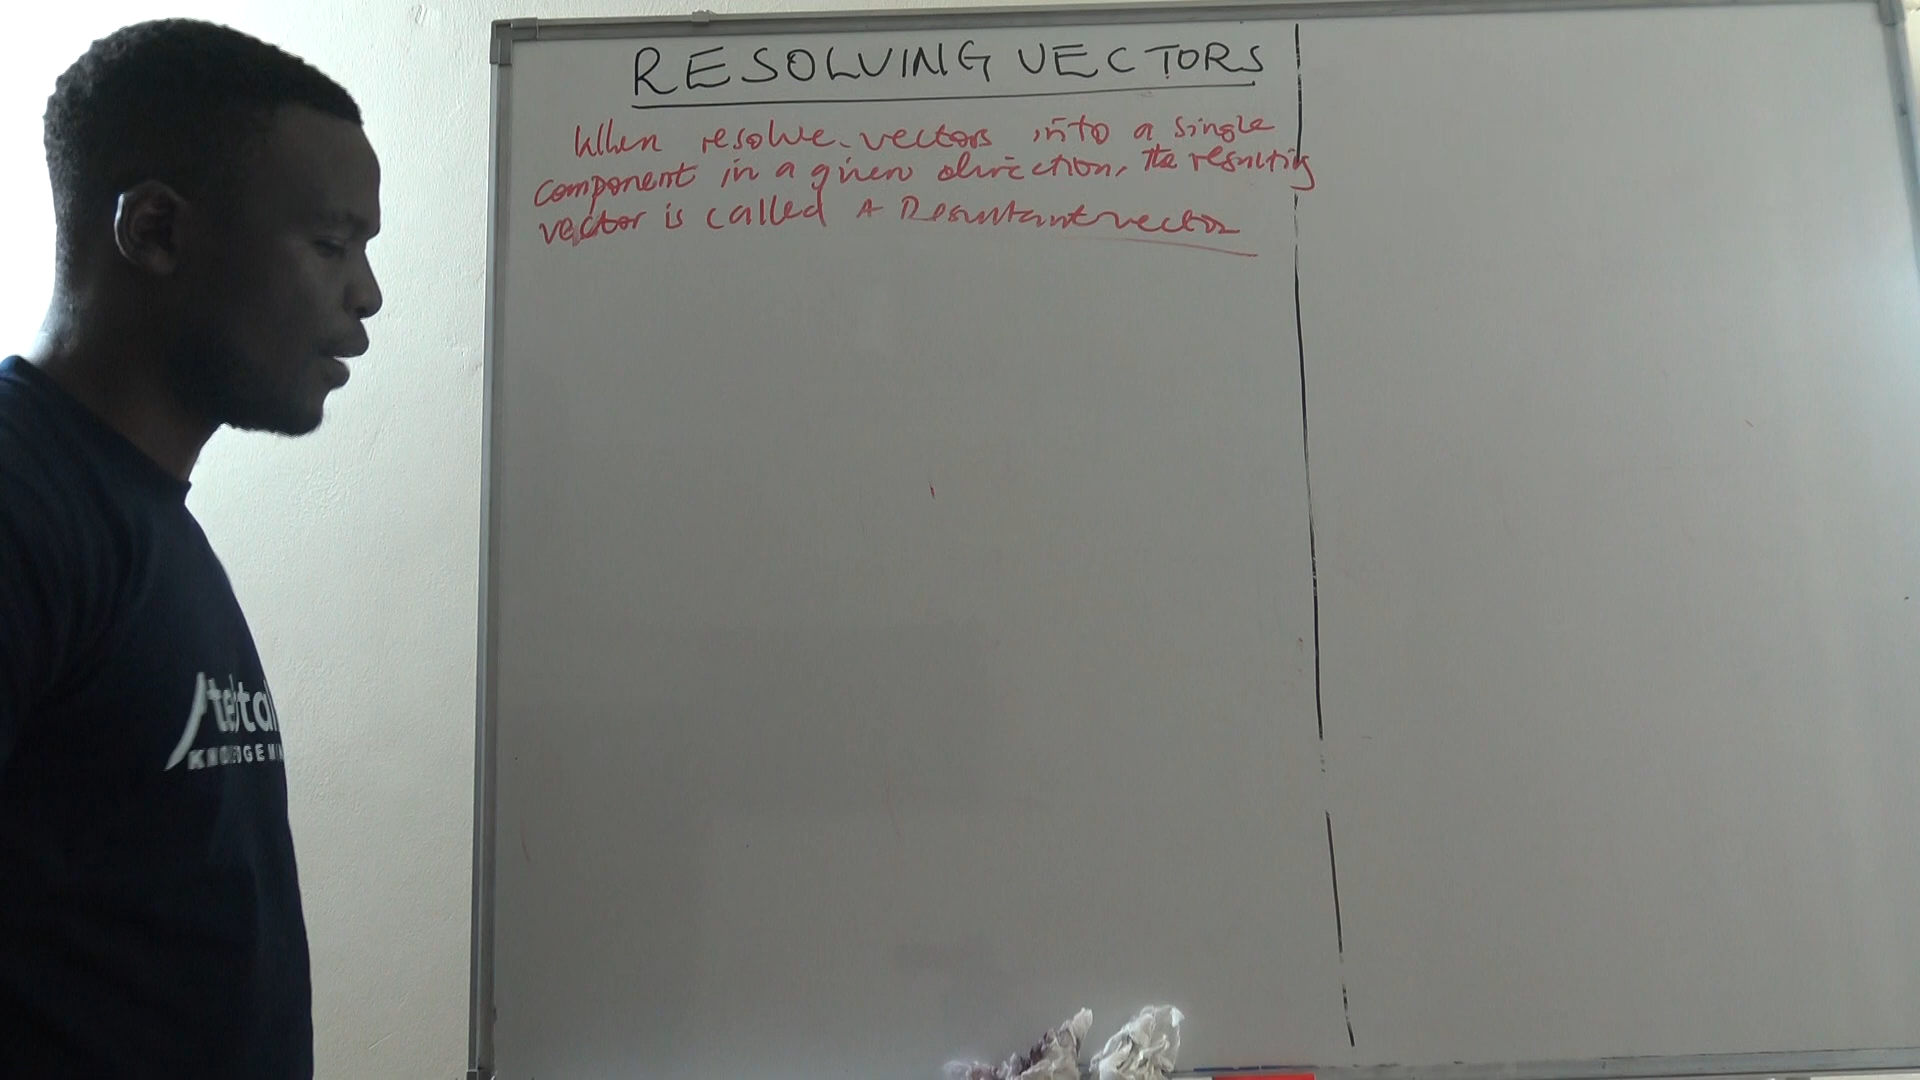 RESOLVING VECTORS
When resolve vectors into a single
component in a given direction, the resulting
vector is called A Resultant vector